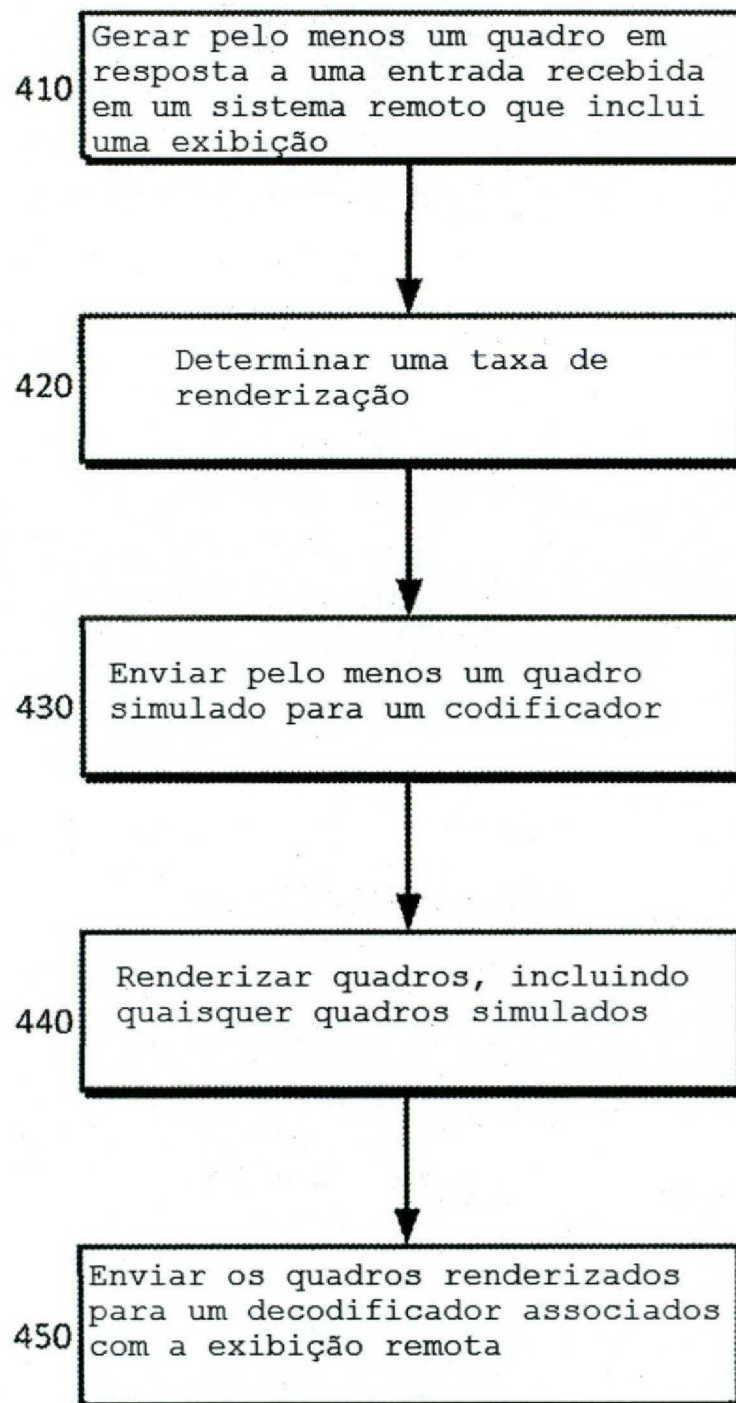 Gerar pelo menos um quadro em
410
resposta a uma entrada recebida
em um sistema remoto que inclui
uma exibição
Determinar uma taxa de
420
renderização
Enviar pelo menos um quadro
430
simulado para um codificador
Renderizar quadros, incluindo
440
quaisquer quadros simulados
Enviar os quadros renderizados
para um decodificador associados
450
com a exibição remota